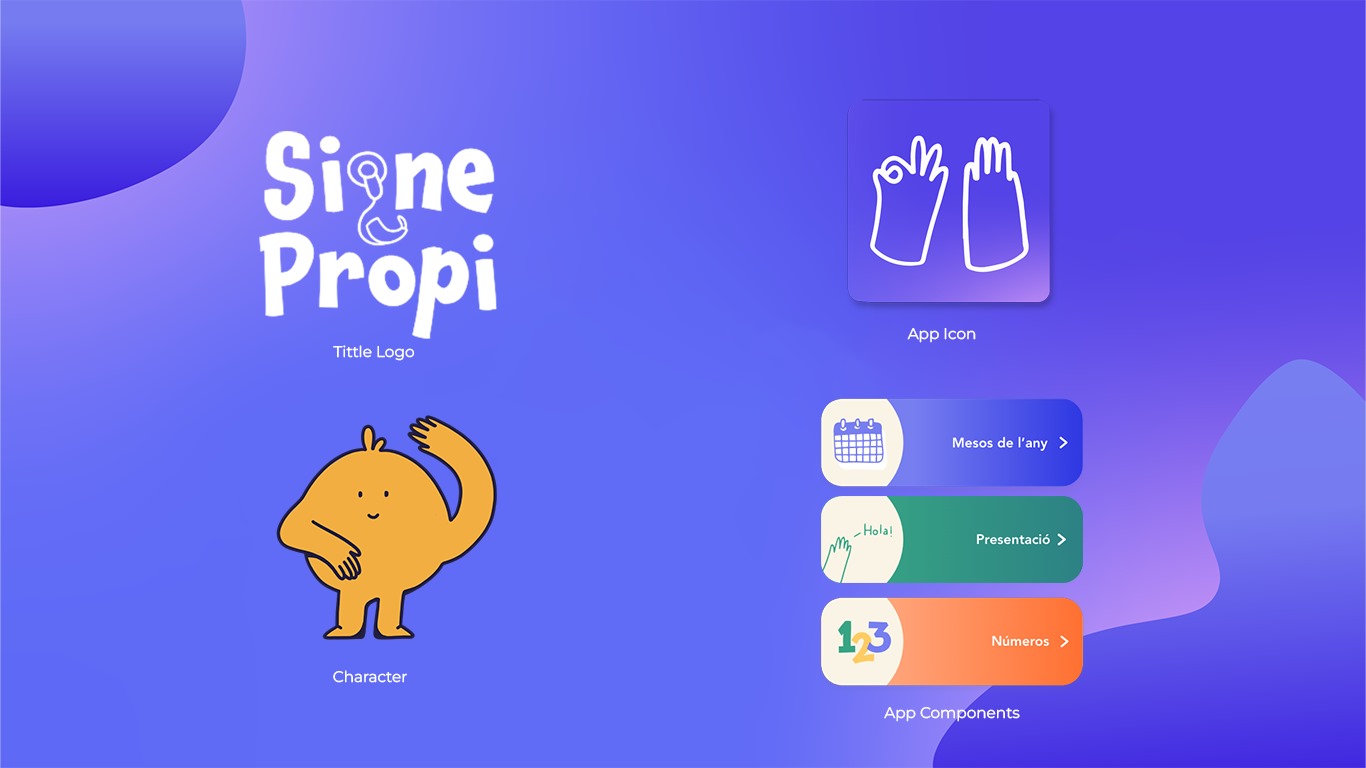 Signe
Propi
Tittle Logo
App Icon
Mesos de l’any
Hola!
Presentació
123
Números
Character
App Components